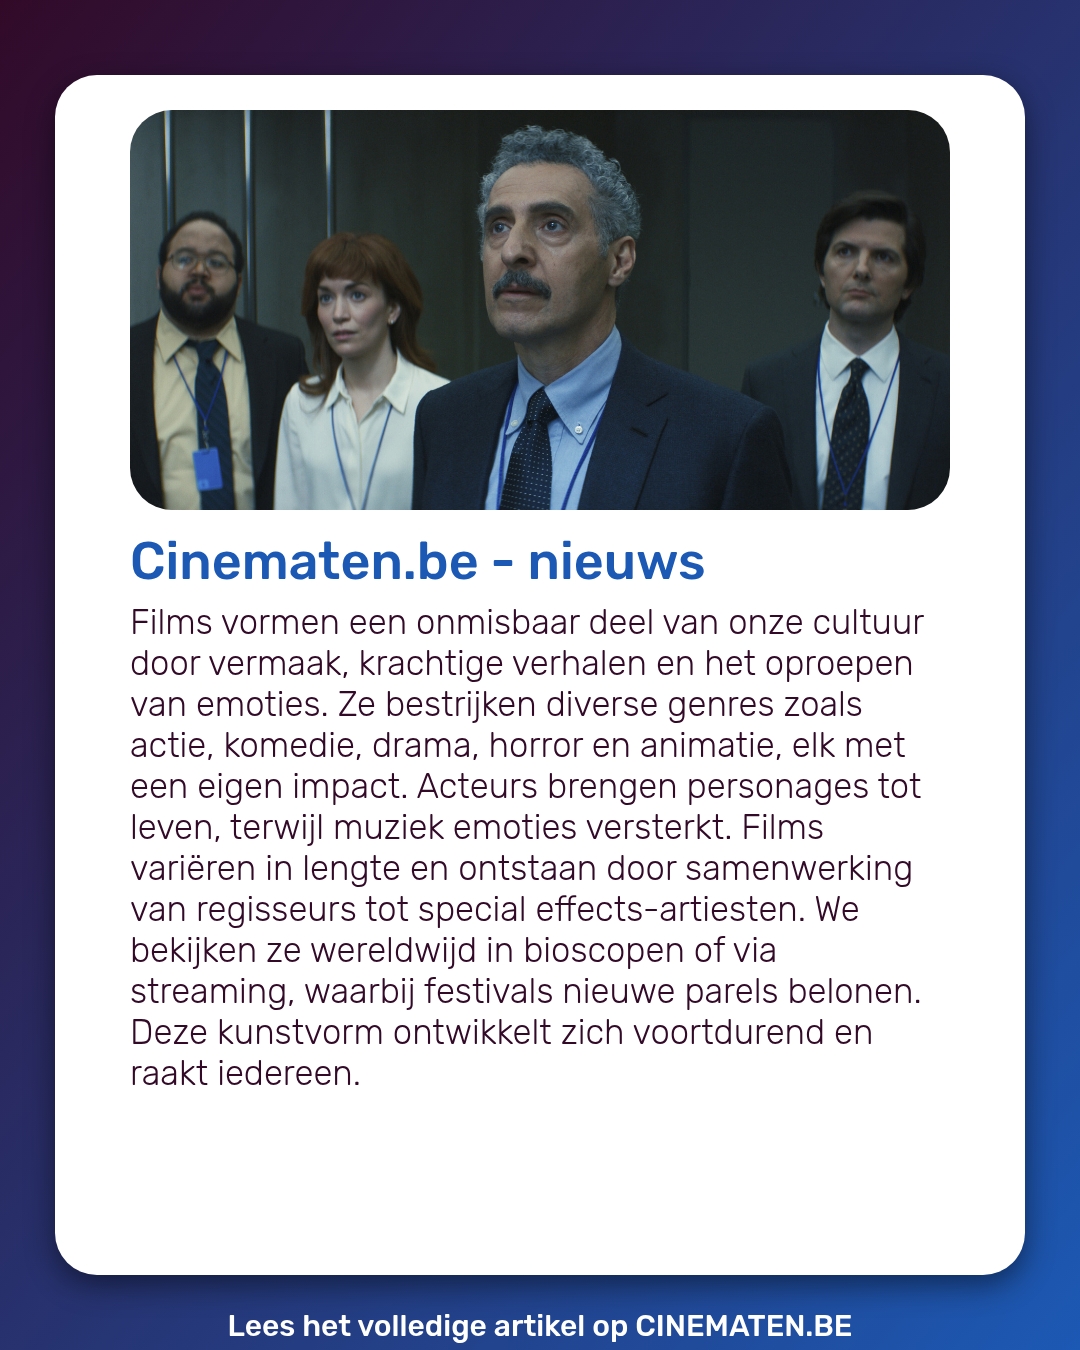 Cinematen.be - nieuws
Films vormen een onmisbaar deel van onze cultuur
door vermaak, krachtige verhalen en het oproepen
van emoties. Ze bestrijken diverse genres zoals
actie, komedie, drama, horror en animatie, elk met
een eigen impact. Acteurs brengen personages tot
leven, terwijl muziek emoties versterkt. Films
variëren in lengte en ontstaan door samenwerking
van regisseurs tot special effects-artiesten. We
bekijken ze wereldwijd in bioscopen of via
streaming, waarbij festivals nieuwe parels belonen.
Deze kunstvorm ontwikkelt zich voortdurend en
raakt iedereen.
Lees het volledige artikel op CINEMATEN.BE